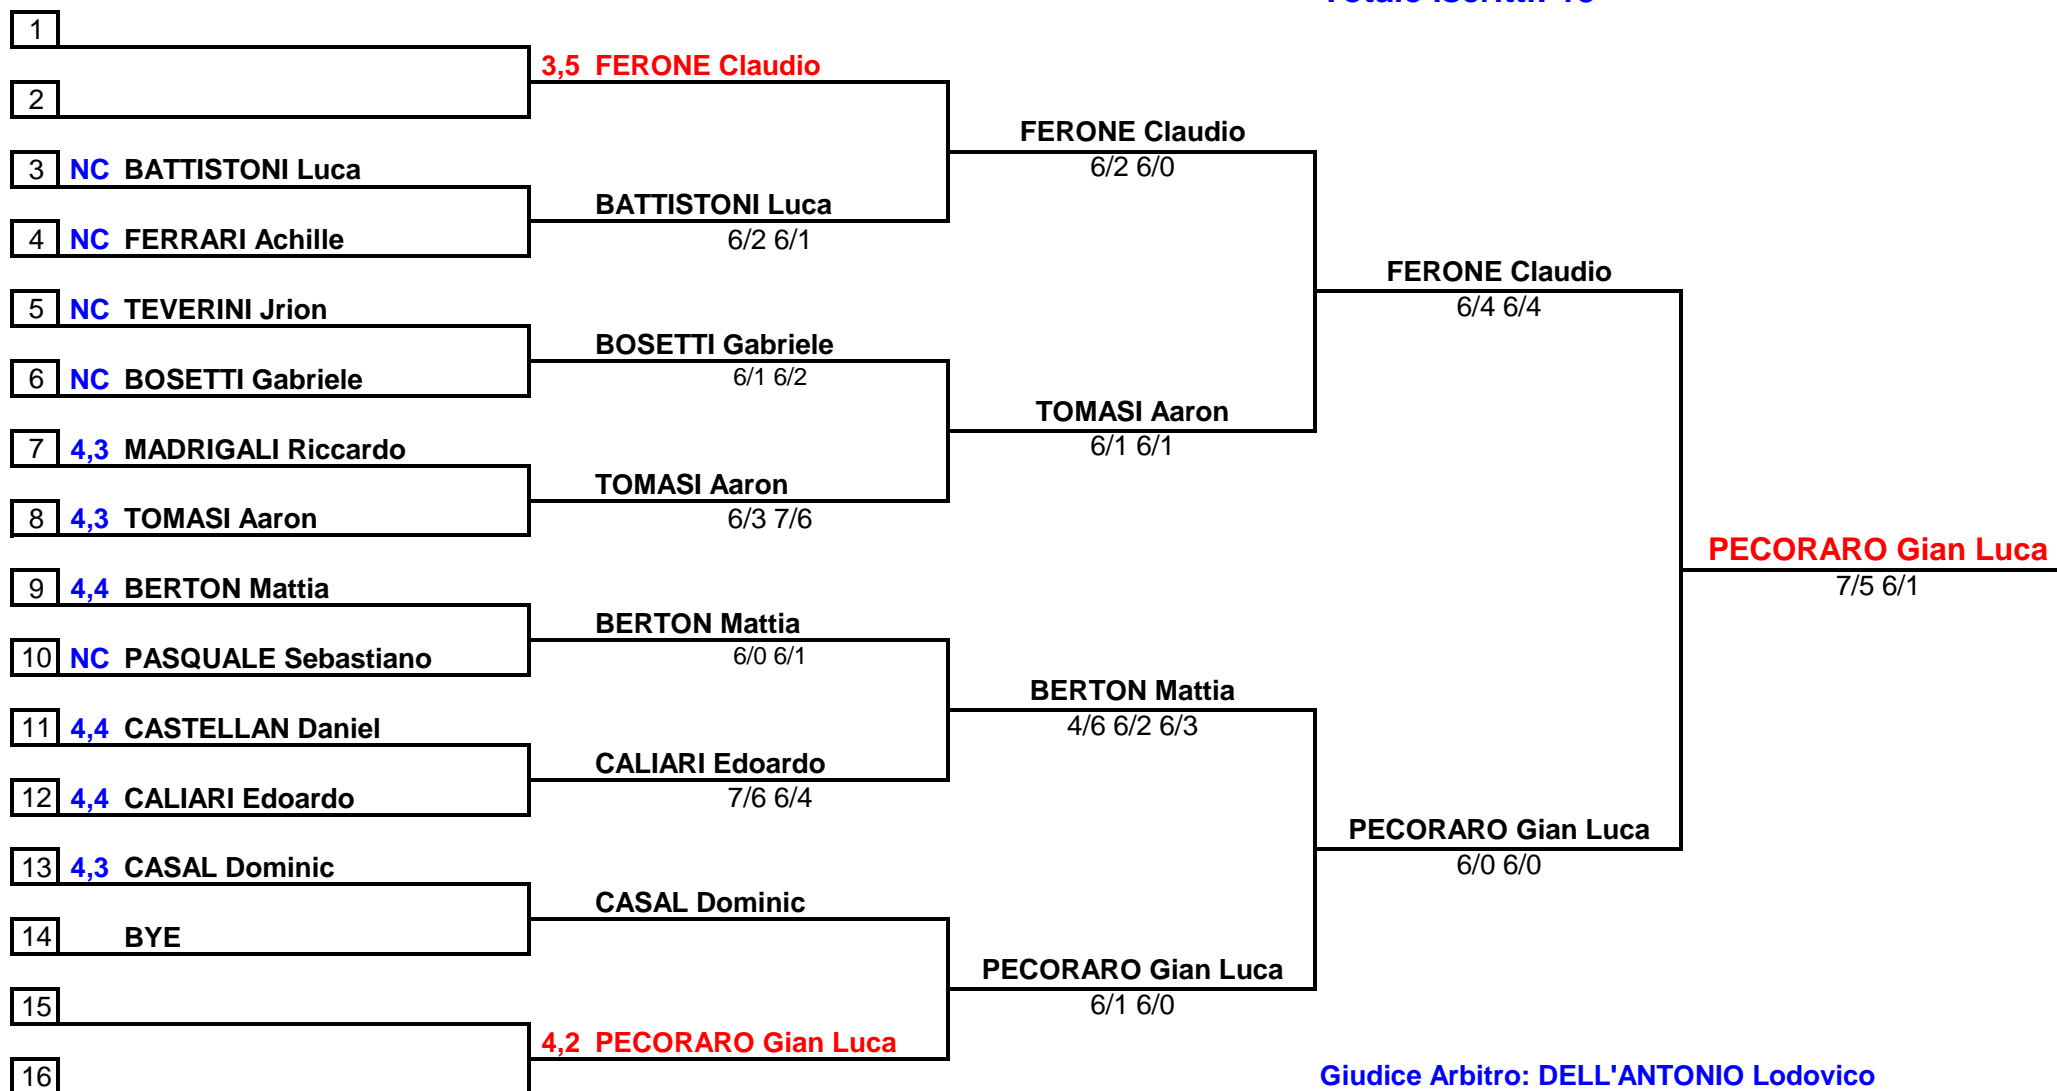 1
3,5 FERONE Claudio
2
FERONE Claudio
6/2 6/0
3 NC BATTISTONI Luca
BATTISTONI Luca
6/2 6/1
4 NC FERRARI Achille
FERONE Claudio
6/4 6/4
5 NC TEVERINI Jrion
BOSETTI Gabriele
6/1 6/2
6 NC BOSETTI Gabriele
TOMASI Aaron
6/1 6/1
7 4,3 MADRIGALI Riccardo
TOMASI Aaron
6/3 7/6
8 4,3 TOMASI Aaron
PECORARO Gian Luca
7/5 6/1
9 4,4 BERTON Mattia
BERTON Mattia
6/0 6/1
10 NC PASQUALE Sebastiano
BERTON Mattia
4/6 6/2 6/3
11 4,4 CASTELLAN Daniel
CALIARI Edoardo
7/6 6/4
12 4,4 CALIARI Edoardo
PECORARO Gian Luca
6/0 6/0
13 4,3 CASAL Dominic
CASAL Dominic
14 BYE
PECORARO Gian Luca
6/1 6/0
15
4,2 PECORARO Gian Luca
16
Giudice Arbitro: DELL'ANTONIO Lodovico